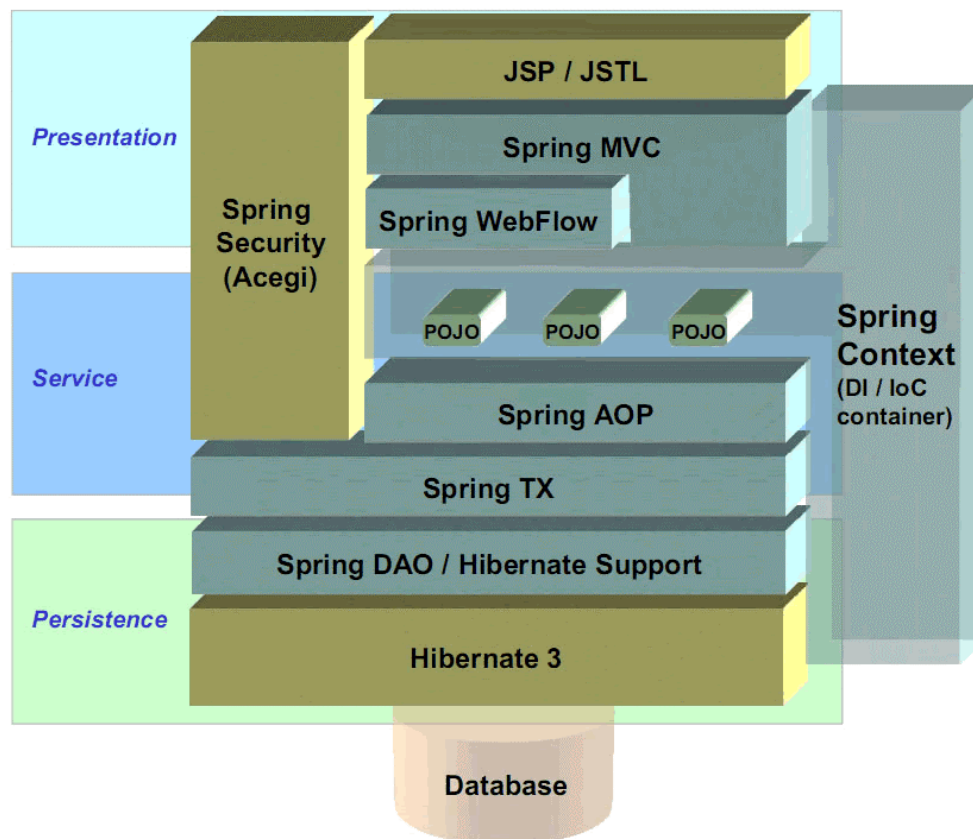 JSP / JSTL
Presentation
Spring MVC
Spring WebFlow
Spring
Security
(Acegi)
POJO
POJO
POJO
Spring
Context
(DI / IoC
container)
Service
Spring AOP
Spring TX
Spring DAO / Hibernate Support
Persistence
Hibernate 3
Database